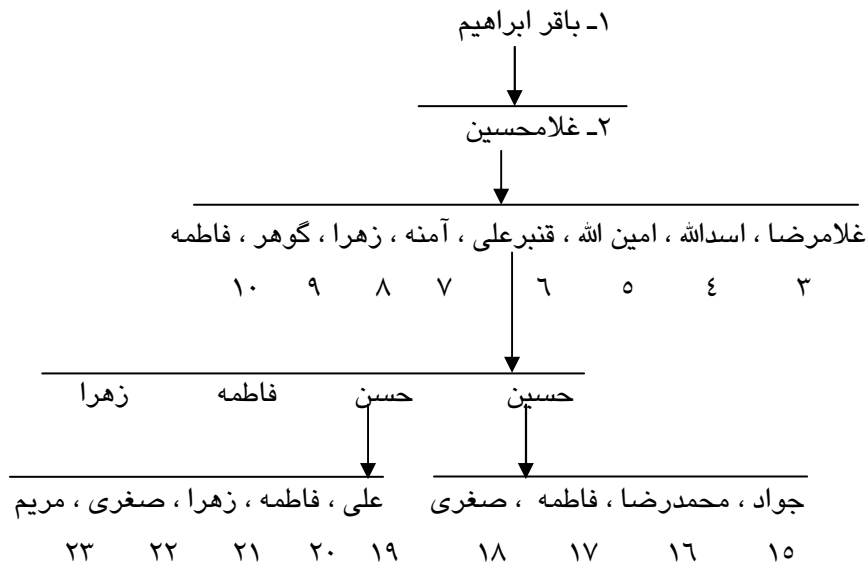 ۱ـ باقر ابراهیم
۲ـ غلامحسین
غلامرضا ، اسدالله ، امین الله ، قنبرعلی ، آمنه ، زهرا ، گوهر ، فاطمه
۳ ٤ ٥ ٦ ۷ ۸ ۹ ۱۰
حسین حسن فاطمه زهرا
جواد ، محمدرضا ، فاطمه ، صغری علی ، فاطمه ، زهرا ، صغری ، مریم
۱٥ ۱٦ ۱۷ ۱۸ ۱۹ ۲۰ ۲۱ ۲۲ ۲۳